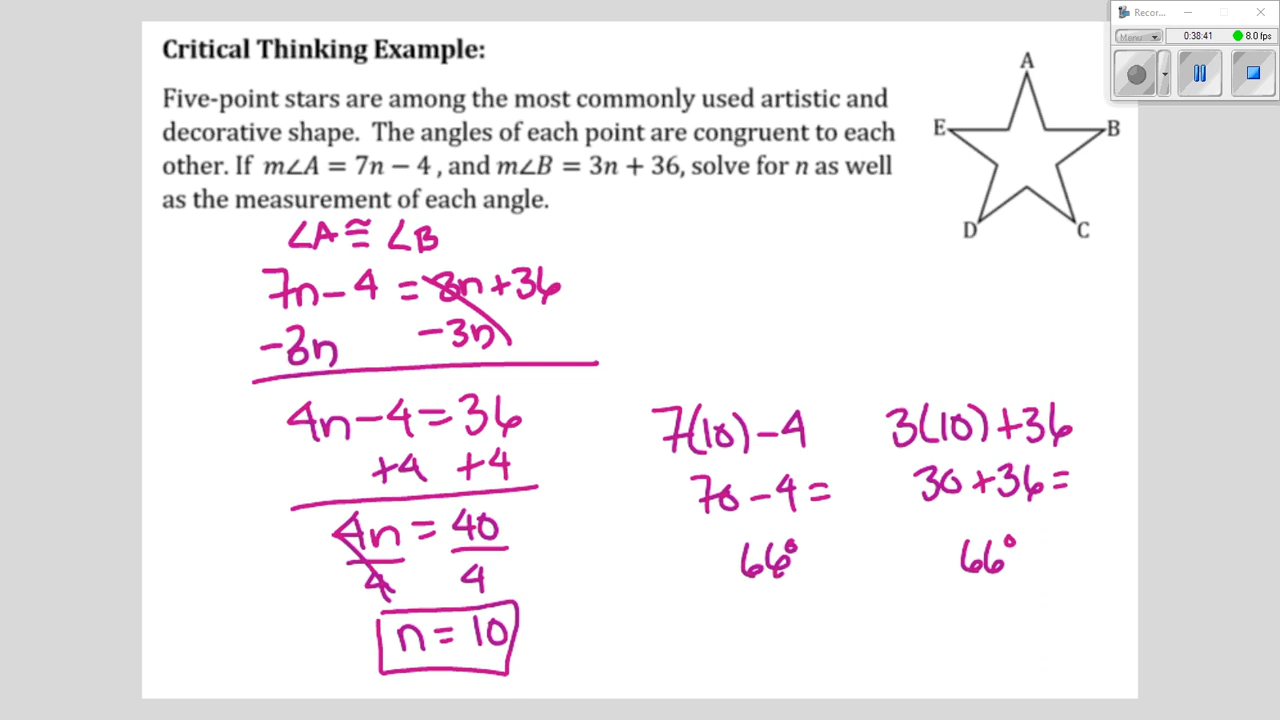 Critical Thinking Example:
Five-point stars are among the most commonly used artistic and
decorative shape. The angles of each point are congruent to each
other. If m∠A = 7n − 4 , and m∠B = 3n + 36, solve for n as well
as the measurement of each angle.
A
E
B
D
C
∠A ≅ ∠B
7n − 4 = 3n + 36
−3n −3n
4n − 4 = 36
+4 +4
4n = 40
4 4
n = 10
7(10) − 4
70 − 4 =
66°
3(10) + 36
30 + 36 =
66°
Recor...
Menu
0:38:41
8.0 fps